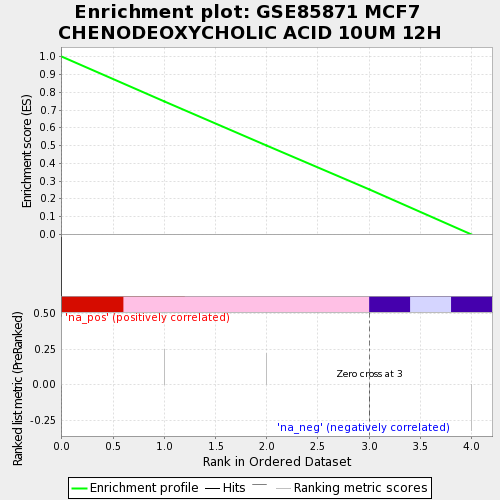 Enrichment plot: GSE85871 MCF7
CHENODEOXYCHOLIC ACID 10UM 12H
Enrichment score (ES)
1.0
0.9
0.8
0.7
0.6
0.5
0.4
0.3
0.2
0.1
0.0
Ranked list metric (PreRanked)
0.50
0.25
0.00
-0.25
'na_pos' (positively correlated)
Zero cross at 3
'na_neg' (negatively correlated)
0.0 0.5 1.0 1.5 2.0 2.5 3.0 3.5 4.0
Rank in Ordered Dataset
Enrichment profile Hits Ranking metric scores